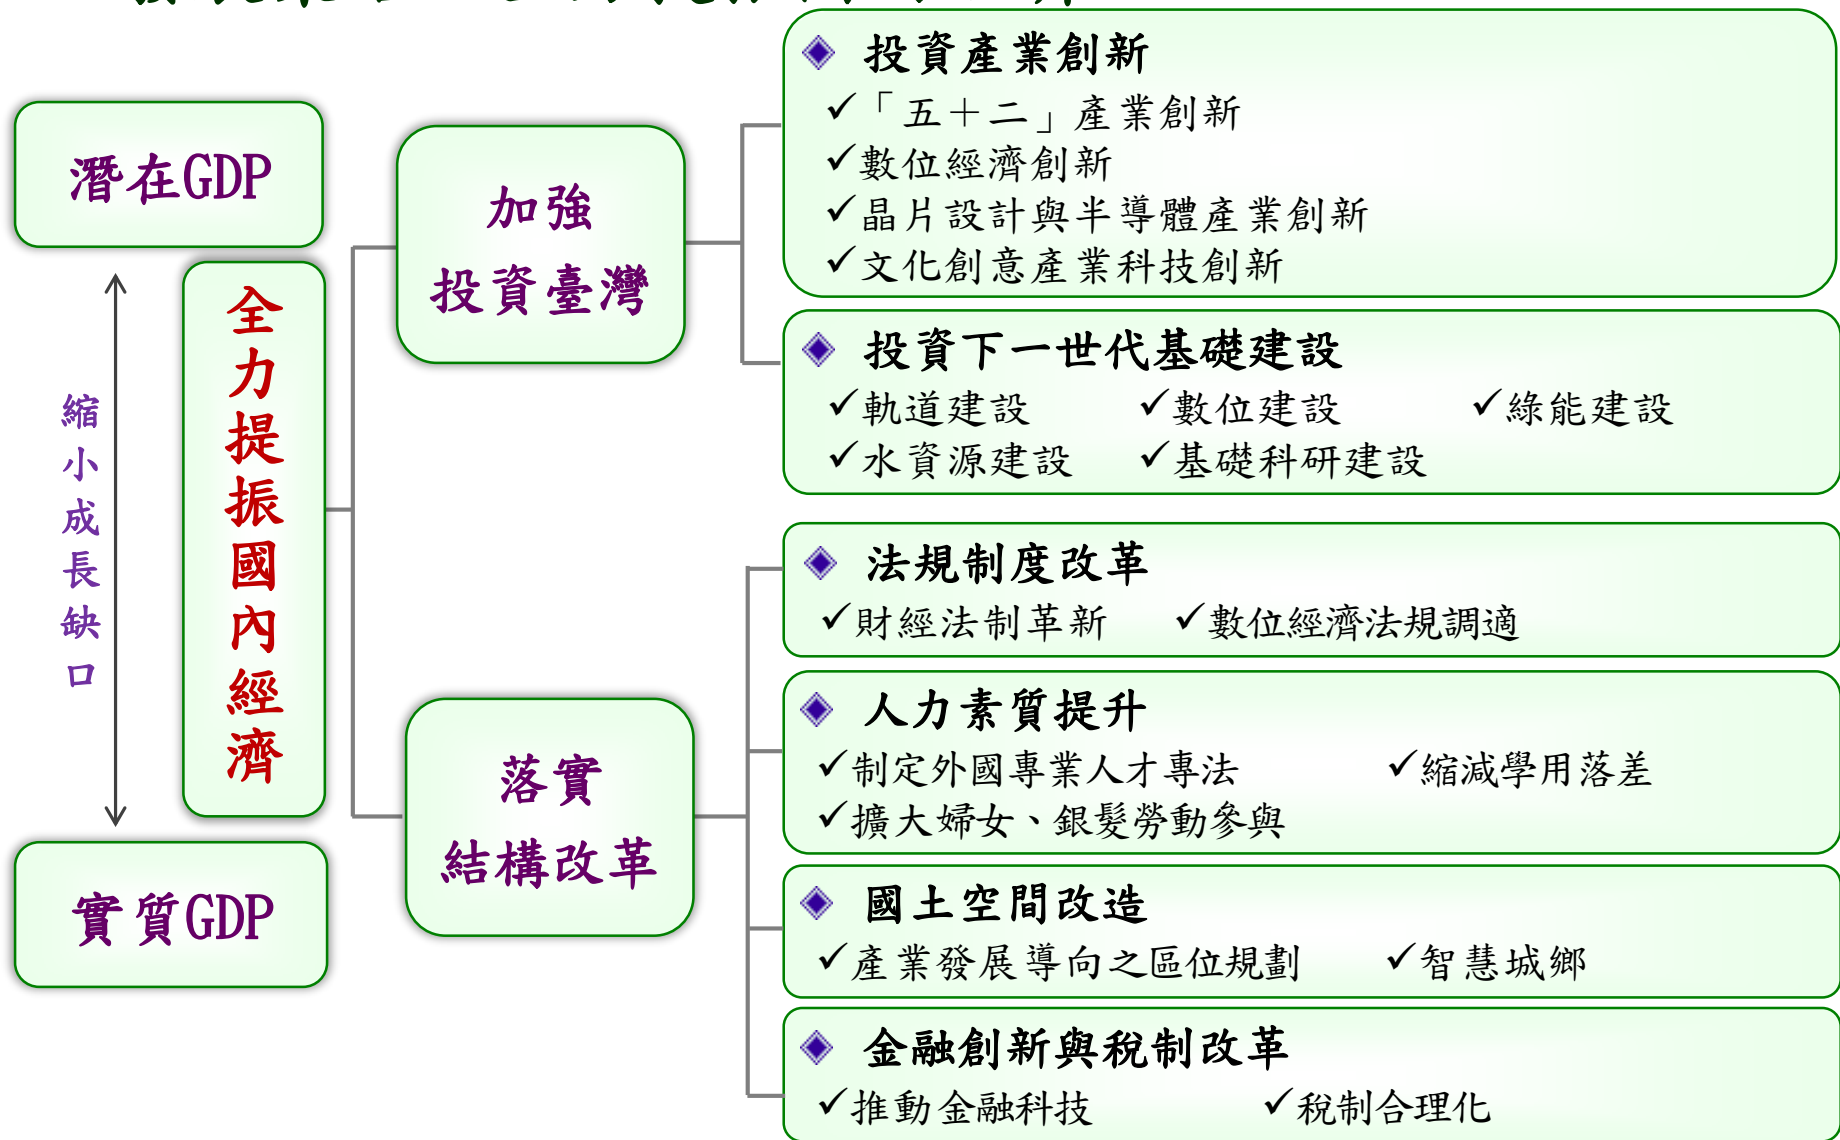 潛在GDP
縮小成長缺口
實質GDP
全力提振國內經濟
加強
投資臺灣
落實
結構改革
投資產業創新
✓「五＋二」產業創新
✓數位經濟創新
✓晶片設計與半導體產業創新
✓文化創意產業科技創新
投資下一世代基礎建設
✓軌道建設 ✓數位建設 ✓綠能建設
✓水資源建設 ✓基礎科研建設
法規制度改革
✓財經法制革新 ✓數位經濟法規調適
人力素質提升
✓制定外國專業人才專法 ✓縮減學用落差
✓擴大婦女、銀髮勞動參與
國土空間改造
✓產業發展導向之區位規劃 ✓智慧城鄉
金融創新與稅制改革
✓推動金融科技 ✓稅制合理化